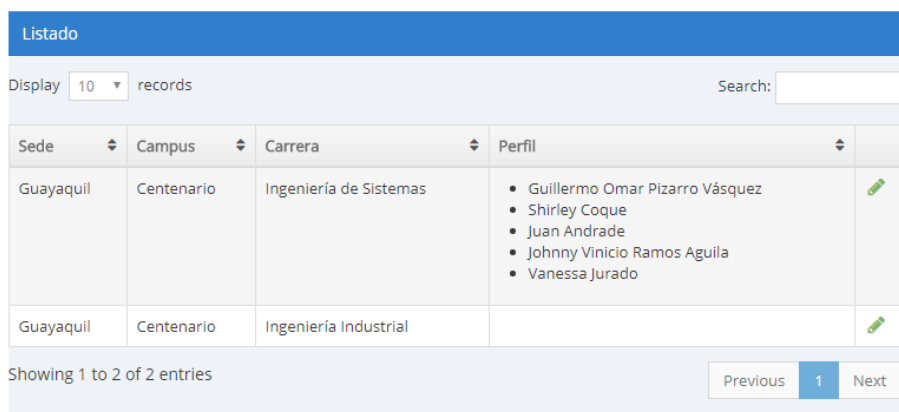 Listado
Display 10 records Search:
Sede Campus Carrera Perfil
Guayaquil Centenario Ingeniería de Sistemas • Guillermo Omar Pizarro Vásquez
• Shirley Coque
• Juan Andrade
• Johnny Vinicio Ramos Aguila
• Vanessa Jurado
Guayaquil Centenario Ingeniería Industrial
Showing 1 to 2 of 2 entries
Previous 1 Next